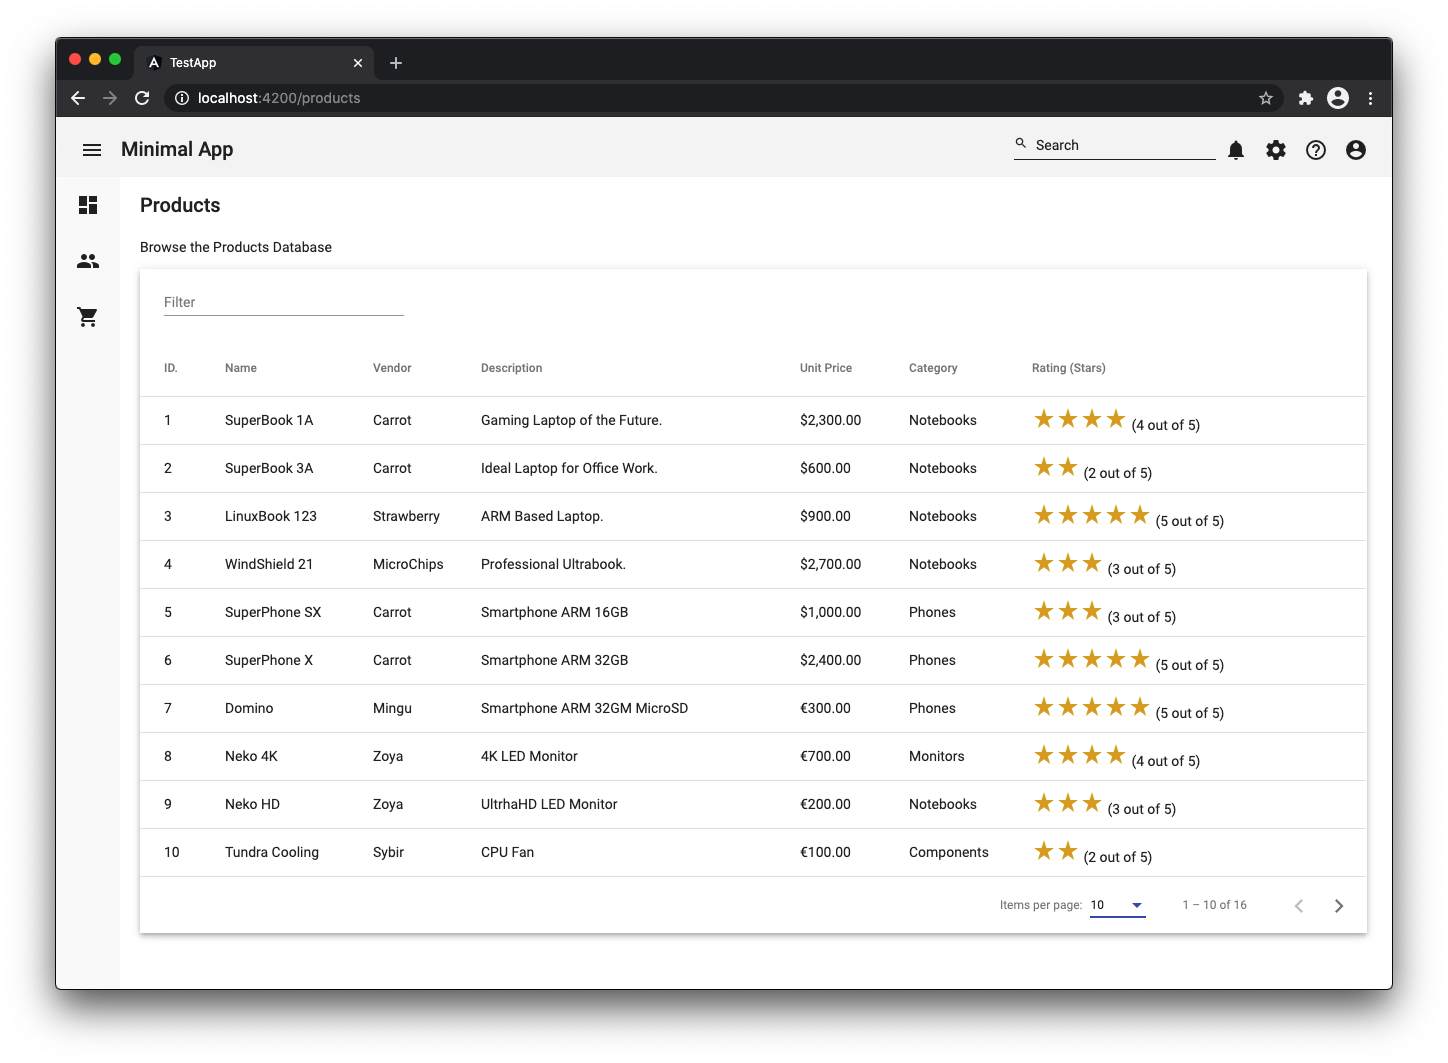 TestApp
localhost:4200/products
Minimal App
Search
Products
Browse the Products Database
Filter
ID. Name Vendor Description Unit Price Category Rating (Stars)
1 SuperBook 1A Carrot Gaming Laptop of the Future. $2,300.00 Notebooks ★★★★ (4 out of 5)
2 SuperBook 3A Carrot Ideal Laptop for Office Work. $600.00 Notebooks ★★ (2 out of 5)
3 LinuxBook 123 Strawberry ARM Based Laptop. $900.00 Notebooks ★★★★★ (5 out of 5)
4 WindShield 21 MicroChips Professional Ultrabook. $2,700.00 Notebooks ★★★ (3 out of 5)
5 SuperPhone SX Carrot Smartphone ARM 16GB $1,000.00 Phones ★★★ (3 out of 5)
6 SuperPhone X Carrot Smartphone ARM 32GB $2,400.00 Phones ★★★★★ (5 out of 5)
7 Domino Mingu Smartphone ARM 32GM MicroSD €300.00 Phones ★★★★★ (5 out of 5)
8 Neko 4K Zoya 4K LED Monitor €700.00 Monitors ★★★★ (4 out of 5)
9 Neko HD Zoya UltrhaHD LED Monitor €200.00 Notebooks ★★★ (3 out of 5)
10 Tundra Cooling Sybir CPU Fan €100.00 Components ★★ (2 out of 5)
Items per page: 10 1 – 10 of 16